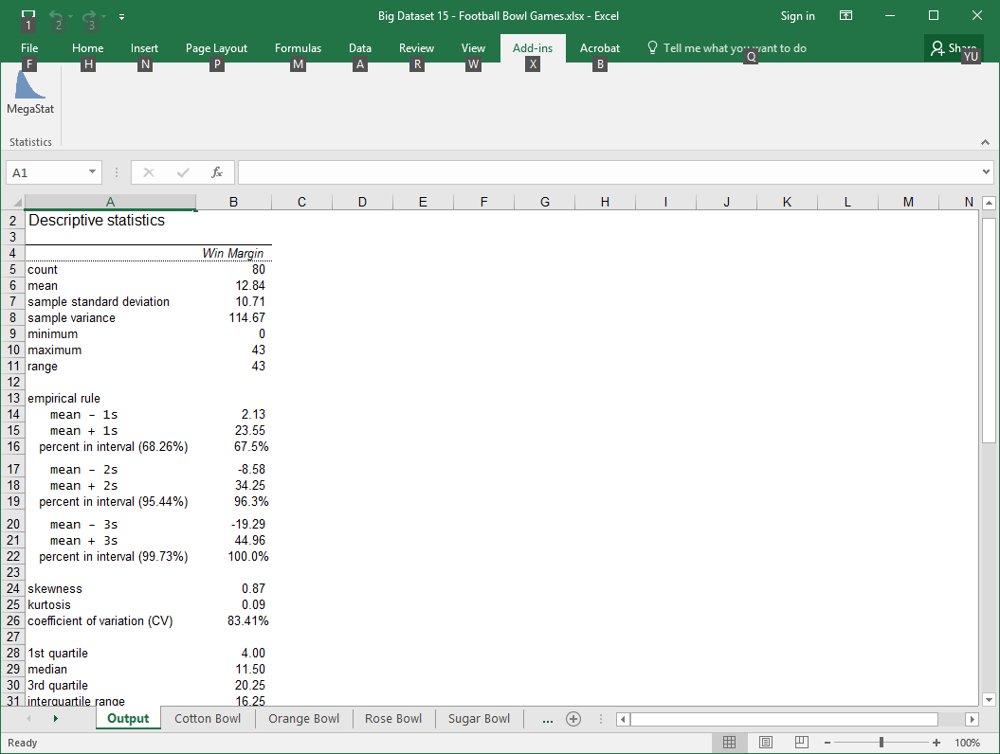 1 2 3 Big Dataset 15 - Football Bowl Games.xlsx - Excel Sign in
File Home Insert Page Layout Formulas Data Review View Add-ins Acrobat Tell me what you want to do Share
F H N P M A R W X B Q YU
MegaStat
Statistics
A1 fx
A B C D E F G H I J K L M N
2 Descriptive statistics
3
4 Win Margin
5 count 80
6 mean 12.84
7 sample standard deviation 10.71
8 sample variance 114.67
9 minimum 0
10 maximum 43
11 range 43
12
13 empirical rule
14 mean - 1s 2.13
15 mean + 1s 23.55
16 percent in interval (68.26%) 67.5%
17 mean - 2s -8.58
18 mean + 2s 34.25
19 percent in interval (95.44%) 96.3%
20 mean - 3s -19.29
21 mean + 3s 44.96
22 percent in interval (99.73%) 100.0%
23
24 skewness 0.87
25 kurtosis 0.09
26 coefficient of variation (CV) 83.41%
27
28 1st quartile 4.00
29 median 11.50
30 3rd quartile 20.25
31 interquartile range 16.25
Output Cotton Bowl Orange Bowl Rose Bowl Sugar Bowl ...
Ready 100%